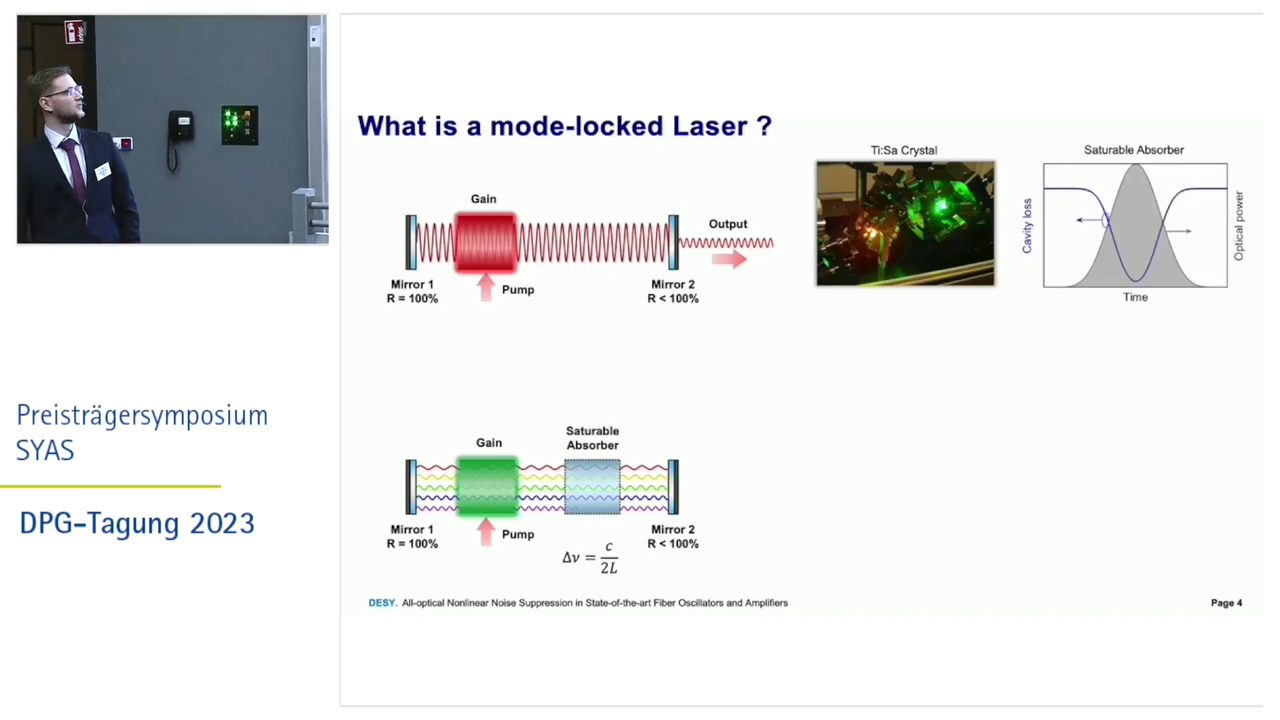 What is a mode-locked Laser ?
Gain
Output
Mirror 1
R = 100%
Pump
Mirror 2
R < 100%
Ti:Sa Crystal
Saturable Absorber
Cavity loss
Optical power
Time
Preisträgersymposium
SYAS
DPG-Tagung 2023
Gain
Saturable
Absorber
Mirror 1
R = 100%
Pump
Δν = c/2L
Mirror 2
R < 100%
DESY. All-optical Nonlinear Noise Suppression in State-of-the-art Fiber Oscillators and Amplifiers
Page 4